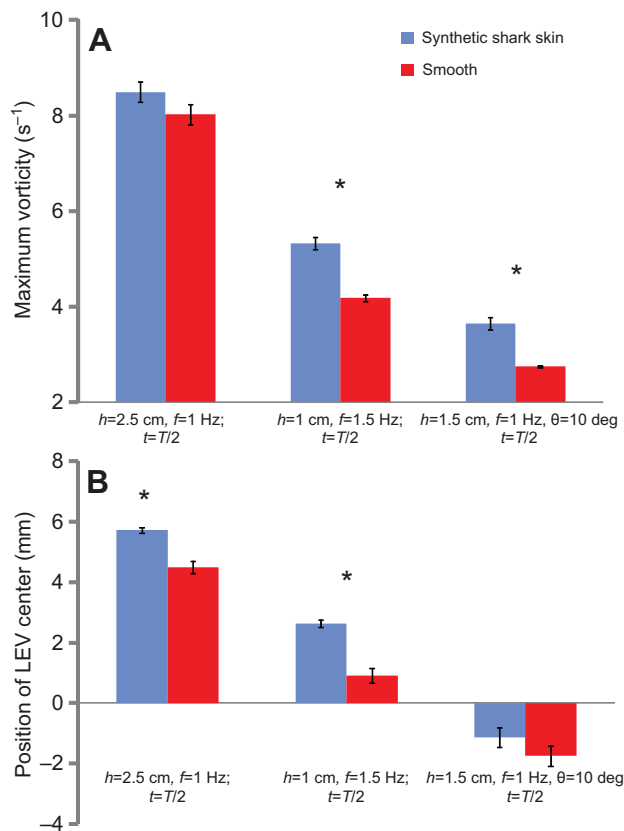 10
A
Synthetic shark skin
Smooth
8
*
6
*
4
2
Maximum vorticity (s⁻¹)
h=2.5 cm, f=1 Hz;
t=T/2
h=1 cm, f=1.5 Hz;
t=T/2
h=1.5 cm, f=1 Hz, θ=10 deg
t=T/2
8
B
*
6
*
4
2
0
–2
–4
Position of LEV center (mm)
h=2.5 cm, f=1 Hz;
t=T/2
h=1 cm, f=1.5 Hz;
t=T/2
h=1.5 cm, f=1 Hz, θ=10 deg
t=T/2